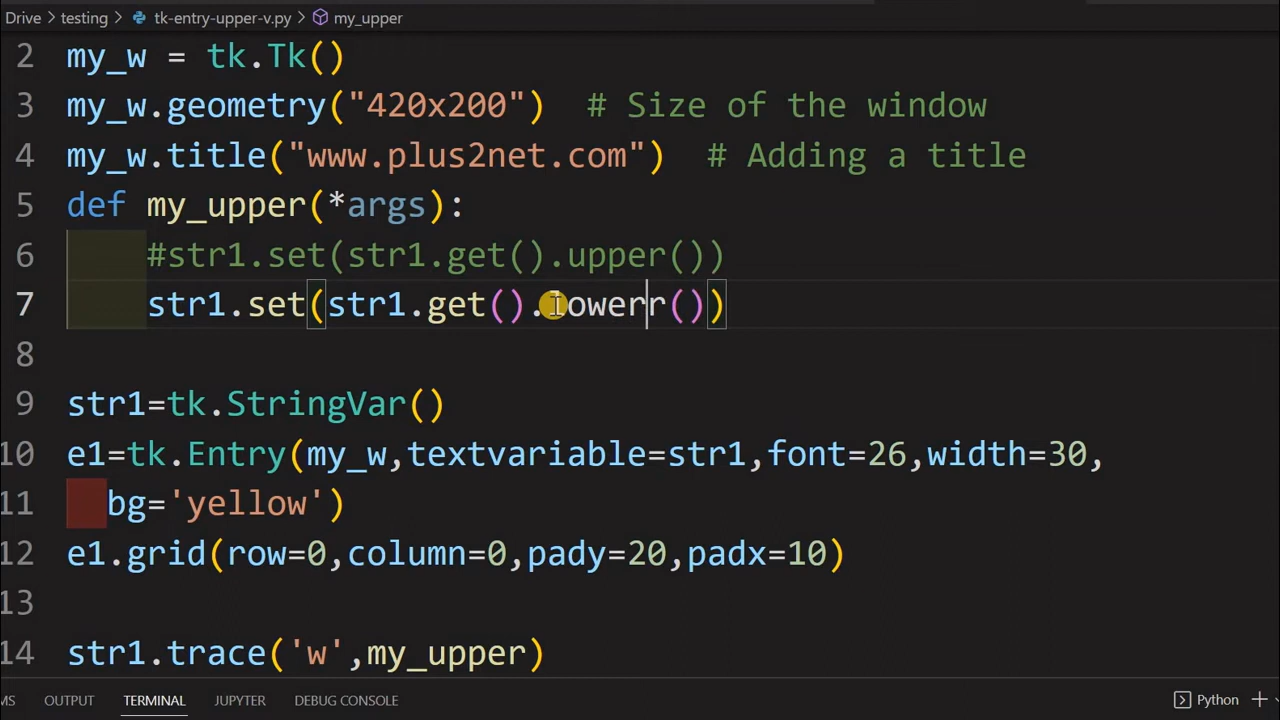 Drive > testing > tk-entry-upper-v.py > my_upper
2 my_w = tk.Tk()
3 my_w.geometry("420x200")  # Size of the window
4 my_w.title("www.plus2net.com")  # Adding a title
5 def my_upper(*args):
6     #str1.set(str1.get().upper())
7     str1.set(str1.get().lowerr())
8
9 str1=tk.StringVar()
10 e1=tk.Entry(my_w,textvariable=str1,font=26,width=30,
11   bg='yellow')
12 e1.grid(row=0,column=0,pady=20,padx=10)
13
14 str1.trace('w',my_upper)
MS OUTPUT TERMINAL JUPYTER DEBUG CONSOLE Python